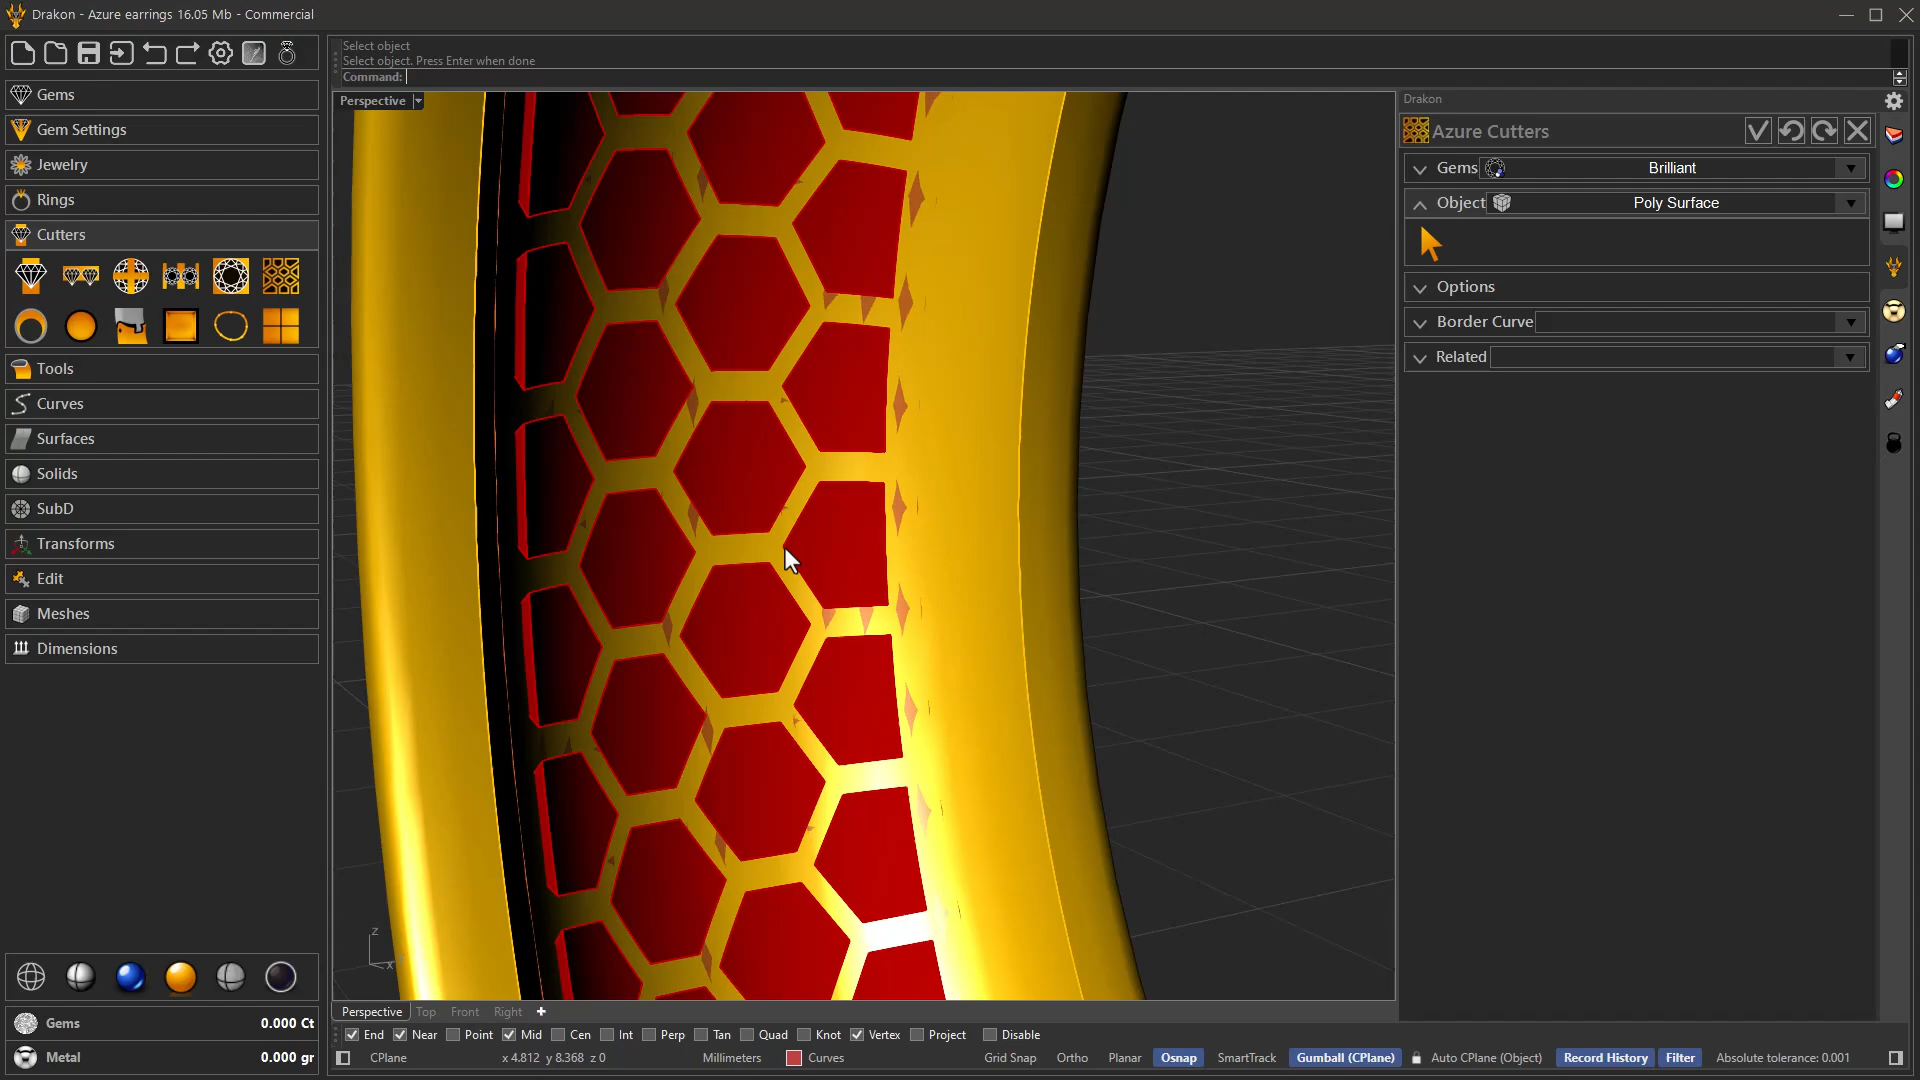 Drakon - Azure earrings 16.05 Mb - Commercial
Select object
Select object. Press Enter when done
Command:
Gems
Gem Settings
Jewelry
Rings
Cutters
Tools
Curves
Surfaces
Solids
SubD
Transforms
Edit
Meshes
Dimensions
Gems 0.000 Ct
Metal 0.000 gr
Perspective
z
x
Perspective Top Front Right
End Near Point Mid Cen Int Perp Tan Quad Knot Vertex Project Disable
CPlane x 4.812 y 8.368 z 0 Millimeters Curves Grid Snap Ortho Planar Osnap SmartTrack Gumball (CPlane) Auto CPlane (Object) Record History Filter Absolute tolerance: 0.001
Drakon
Azure Cutters
Gems Brilliant
Object Poly Surface
Options
Border Curve
Related